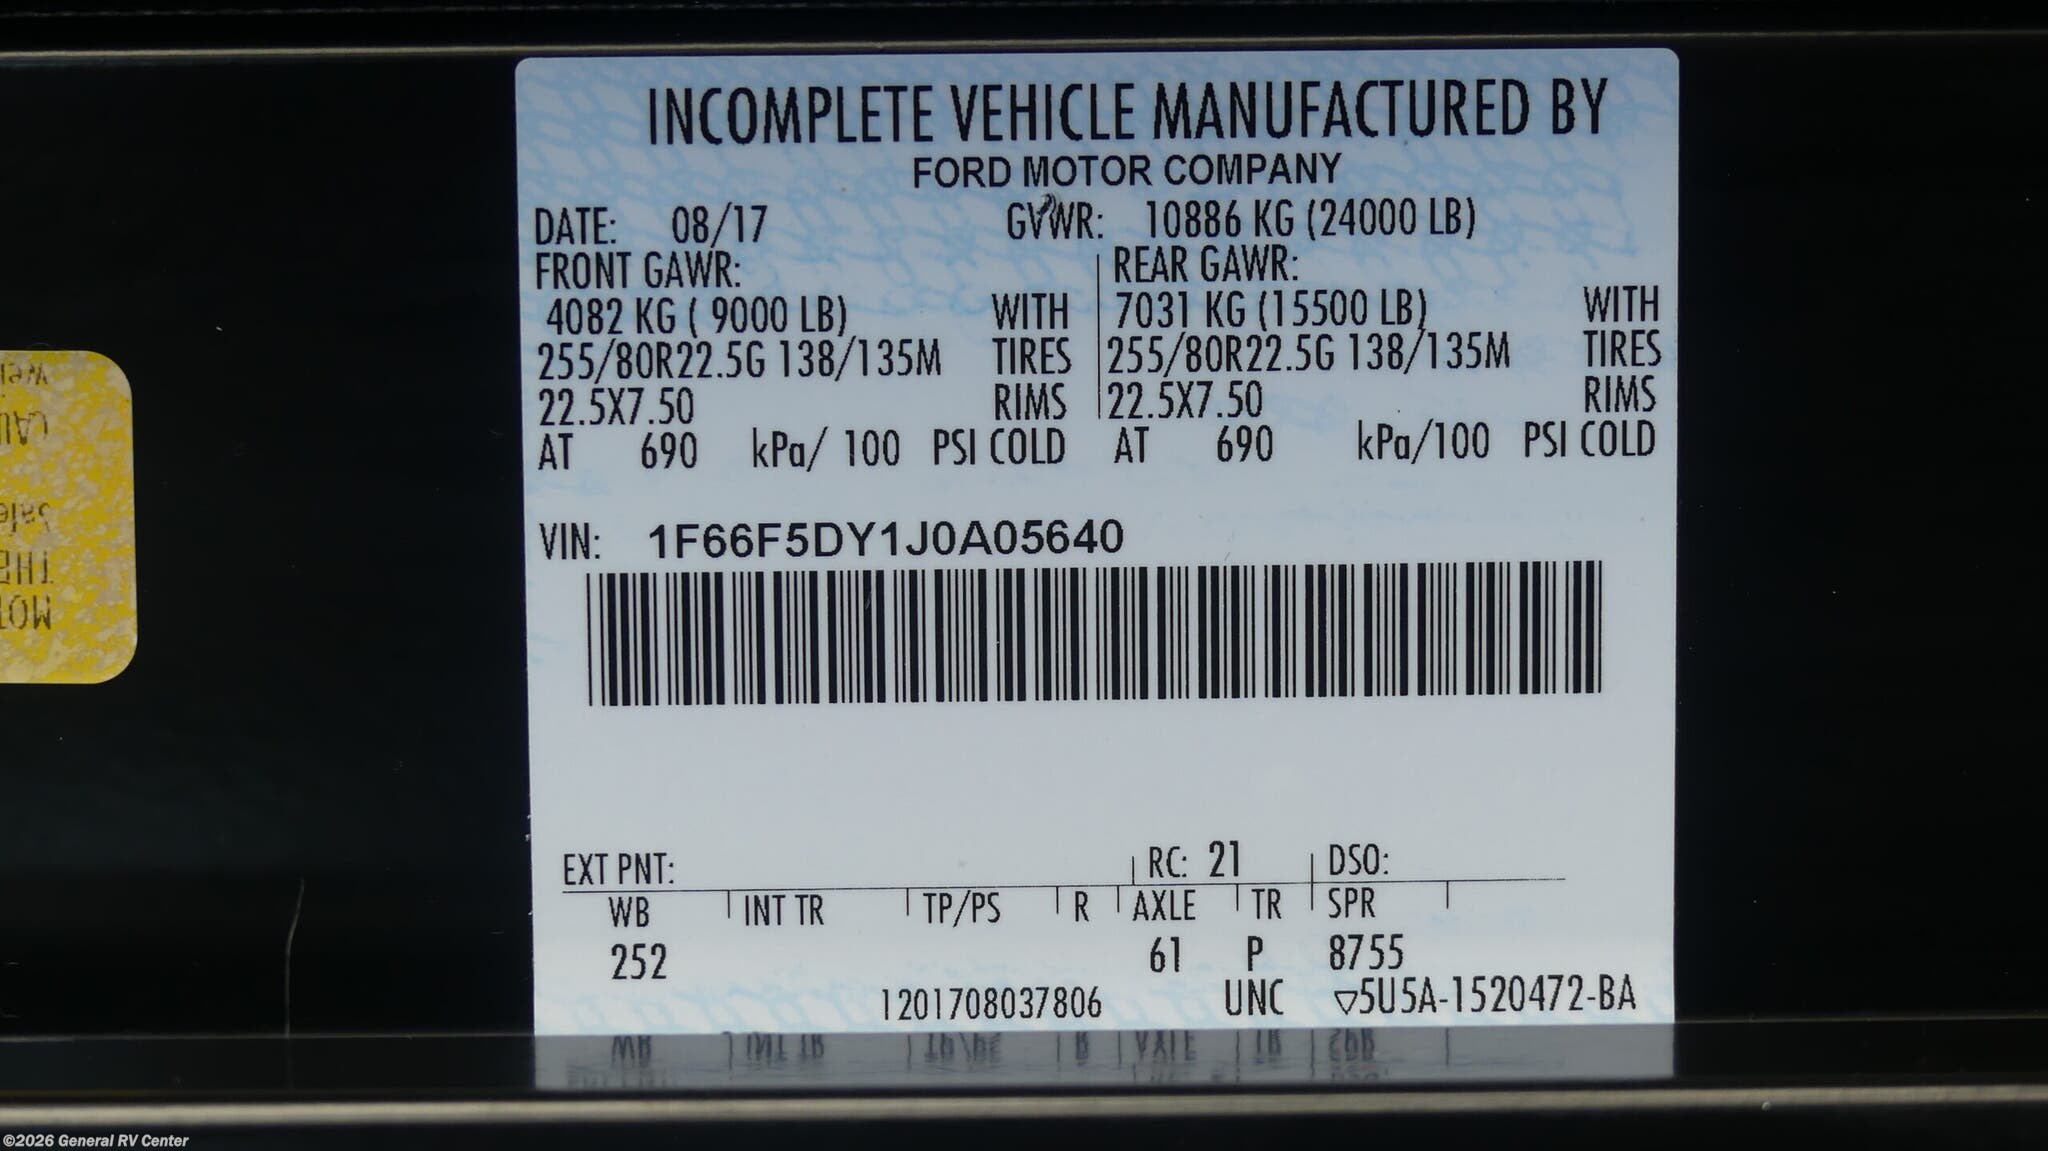 INCOMPLETE VEHICLE MANUFACTURED BY
FORD MOTOR COMPANY
DATE: 08/17 GVWR: 10886 KG (24000 LB)
FRONT GAWR: REAR GAWR:
4082 KG ( 9000 LB) WITH 7031 KG (15500 LB) WITH
255/80R22.5G 138/135M TIRES 255/80R22.5G 138/135M TIRES
22.5X7.50 RIMS 22.5X7.50 RIMS
AT 690 kPa/ 100 PSI COLD AT 690 kPa/100 PSI COLD
VIN: 1F66F5DY1J0A05640
EXT PNT: RC: 21 DSO:
WB INT TR TP/PS R AXLE TR SPR
252 61 P 8755
1201708037806 UNC ▽5U5A-1520472-BA
©2026 General RV Center